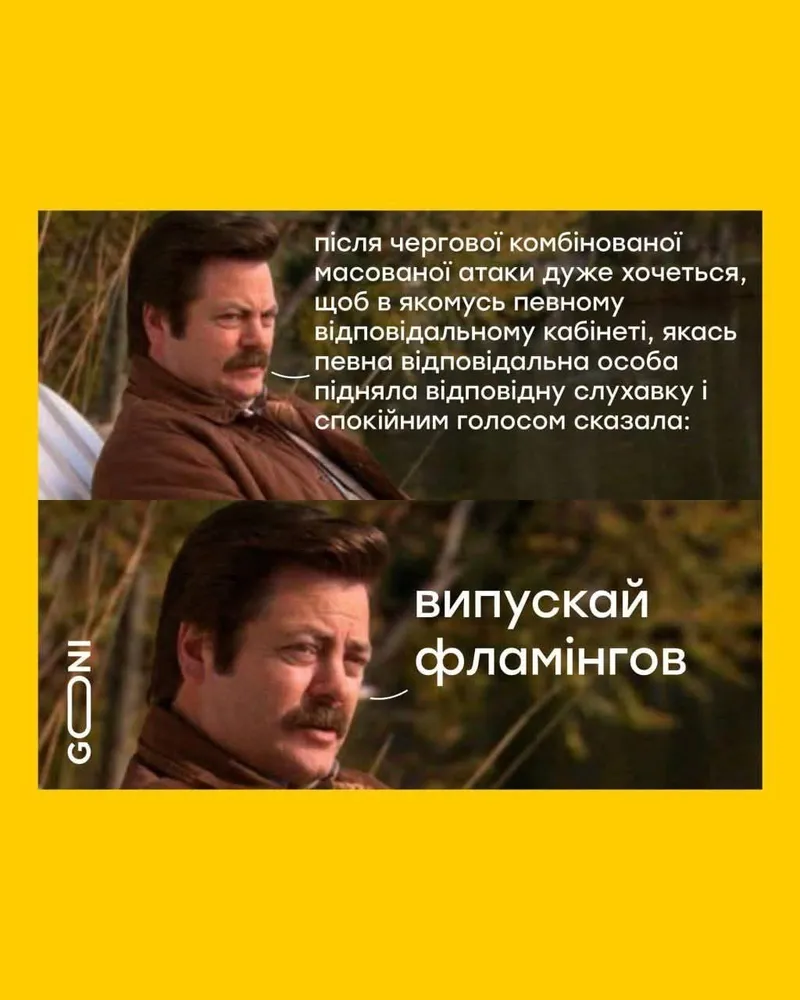 після чергової комбінованої
масованої атаки дуже хочеться,
щоб в якомусь певному
відповідальному кабінеті, якась
певна відповідальна особа
підняла відповідну слухавку і
спокійним голосом сказала:
випускай
фламінгов
GONI